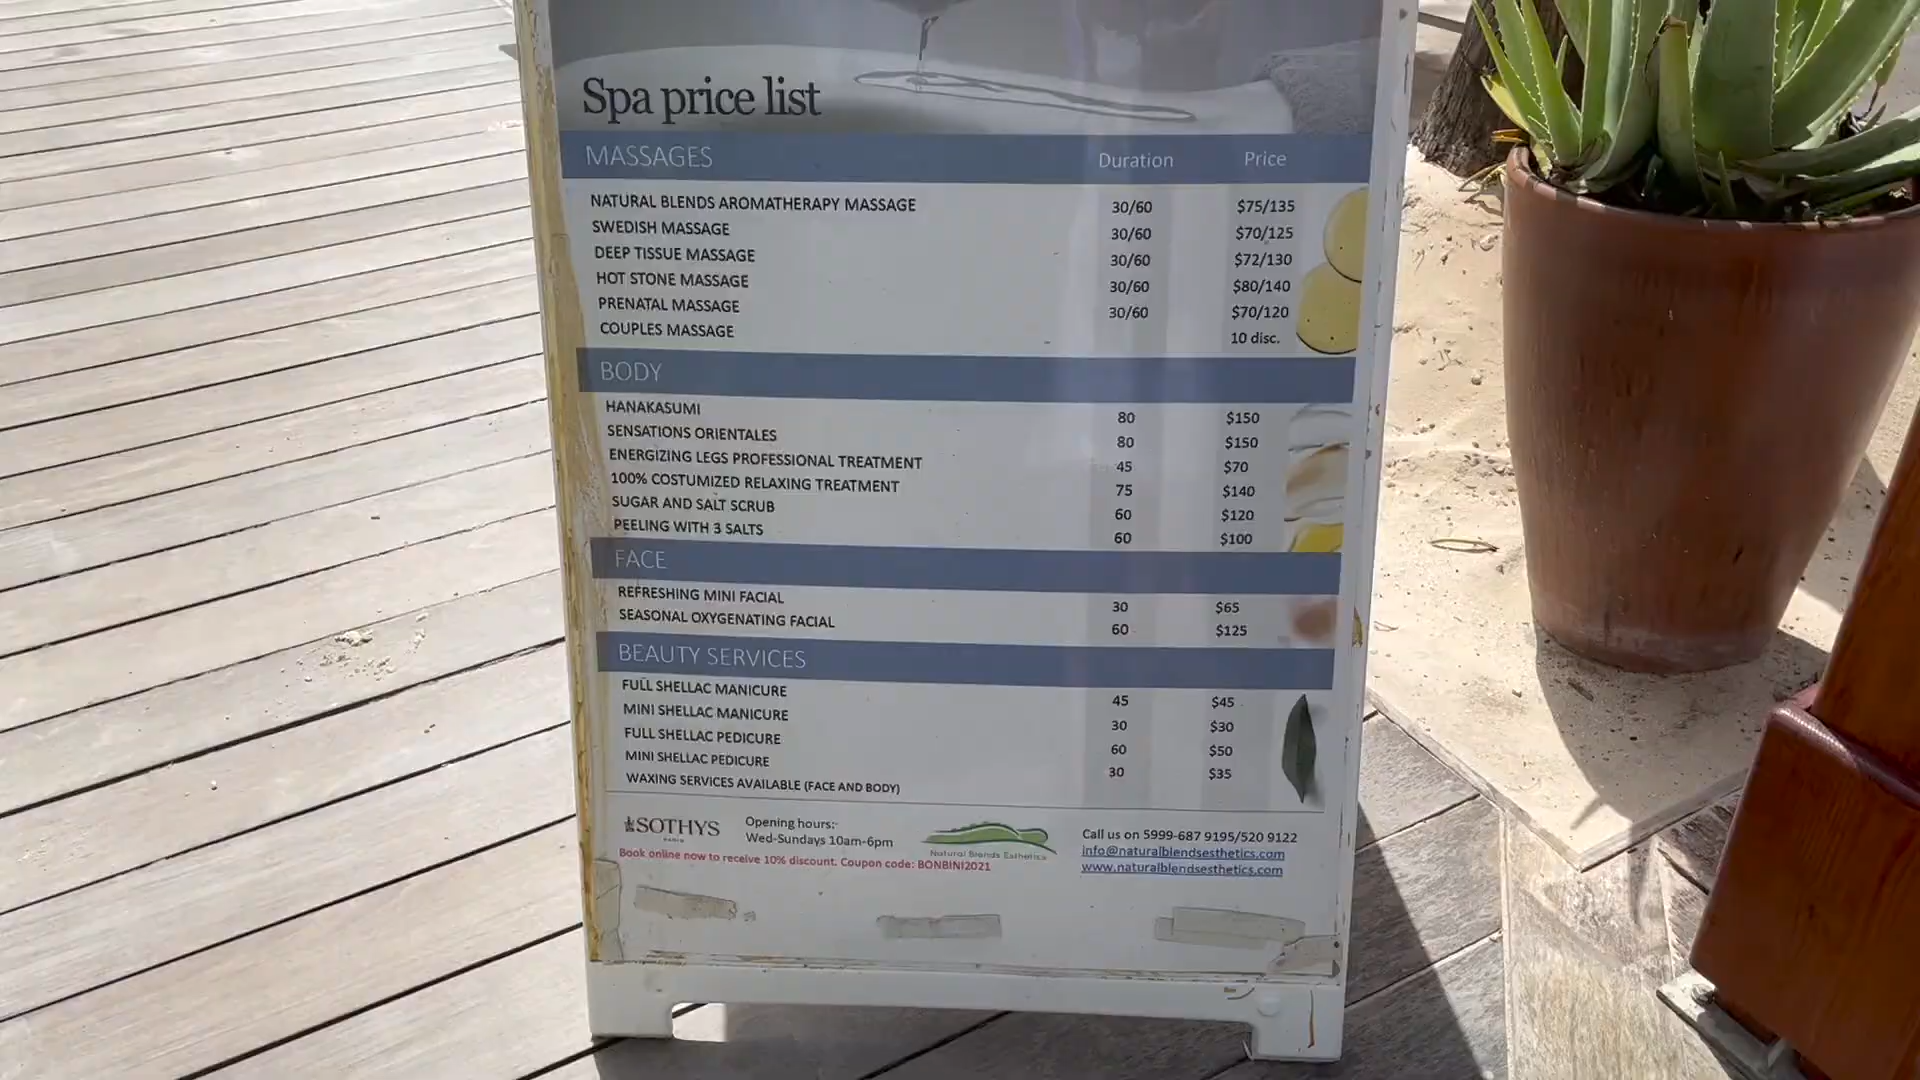 Spa price list
MASSAGES Duration Price
NATURAL BLENDS AROMATHERAPY MASSAGE 30/60 $75/135
SWEDISH MASSAGE 30/60 $70/125
DEEP TISSUE MASSAGE 30/60 $72/130
HOT STONE MASSAGE 30/60 $80/140
PRENATAL MASSAGE 30/60 $70/120
COUPLES MASSAGE 10 disc.
BODY
HANAKASUMI 80 $150
SENSATIONS ORIENTALES 80 $150
ENERGIZING LEGS PROFESSIONAL TREATMENT 45 $70
100% COSTUMIZED RELAXING TREATMENT 75 $140
SUGAR AND SALT SCRUB 60 $120
PEELING WITH 3 SALTS 60 $100
FACE
REFRESHING MINI FACIAL 30 $65
SEASONAL OXYGENATING FACIAL 60 $125
BEAUTY SERVICES
FULL SHELLAC MANICURE 45 $45
MINI SHELLAC MANICURE 30 $30
FULL SHELLAC PEDICURE 60 $50
MINI SHELLAC PEDICURE 30 $35
WAXING SERVICES AVAILABLE (FACE AND BODY)
SOTHYS
PARIS
Opening hours:
Wed-Sundays 10am-6pm
Natural Blends Esthetics
Call us on 5999-687 9195/520 9122
info@naturalblendsesthetics.com
www.naturalblendsesthetics.com
Book online now to receive 10% discount. Coupon code: BONBINI2021